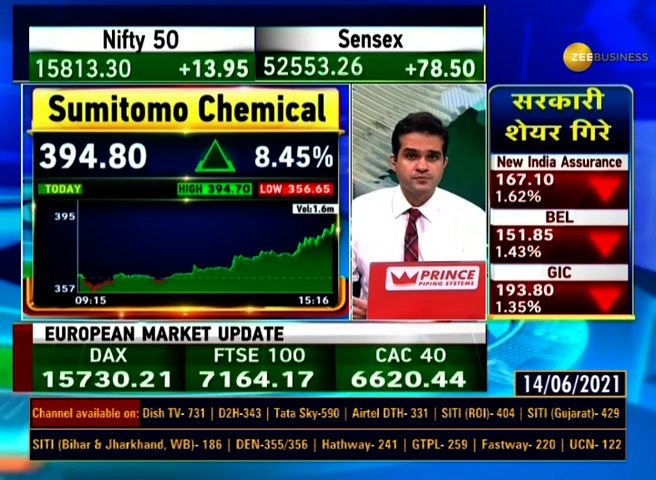 Nifty 50
15813.30 +13.95
Sensex
52553.26 +78.50
ZEE BUSINESS
Sumitomo Chemical
394.80 8.45%
TODAY HIGH 394.70 LOW 356.65
Vol:1.6m
395
357
09:15 15:16
PRINCE
PIPING SYSTEMS
सरकारी
शेयर गिरे
New India Assurance
167.10
1.62%
BEL
151.85
1.43%
GIC
193.80
1.35%
EUROPEAN MARKET UPDATE
DAX FTSE 100 CAC 40
15730.21 7164.17 6620.44
14/06/2021
Channel available on: Dish TV- 731 | D2H-343 | Tata Sky-590 | Airtel DTH- 331 | SITI (ROI)- 404 | SITI (Gujarat)- 429
SITI (Bihar & Jharkhand, WB)- 186 | DEN-355/356 | Hathway- 241 | GTPL- 259 | Fastway- 220 | UCN- 122